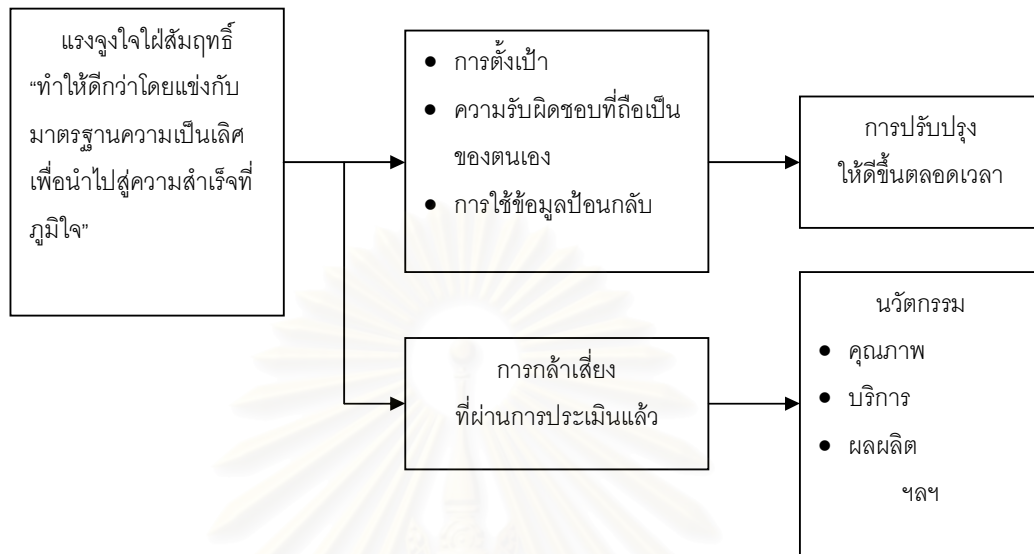 แรงจูงใจใฝ่สัมฤทธิ์
“ทำให้ดีกว่าโดยแข่งกับ
มาตรฐานความเป็นเลิศ
เพื่อนำไปสู่ความสำเร็จที่
ภูมิใจ”
● การตั้งเป้า
● ความรับผิดชอบที่ถือเป็น
ของตนเอง
● การใช้ข้อมูลป้อนกลับ
การปรับปรุง
ให้ดีขึ้นตลอดเวลา
การกล้าเสี่ยง
ที่ผ่านการประเมินแล้ว
นวัตกรรม
● คุณภาพ
● บริการ
● ผลผลิต
ฯลฯ